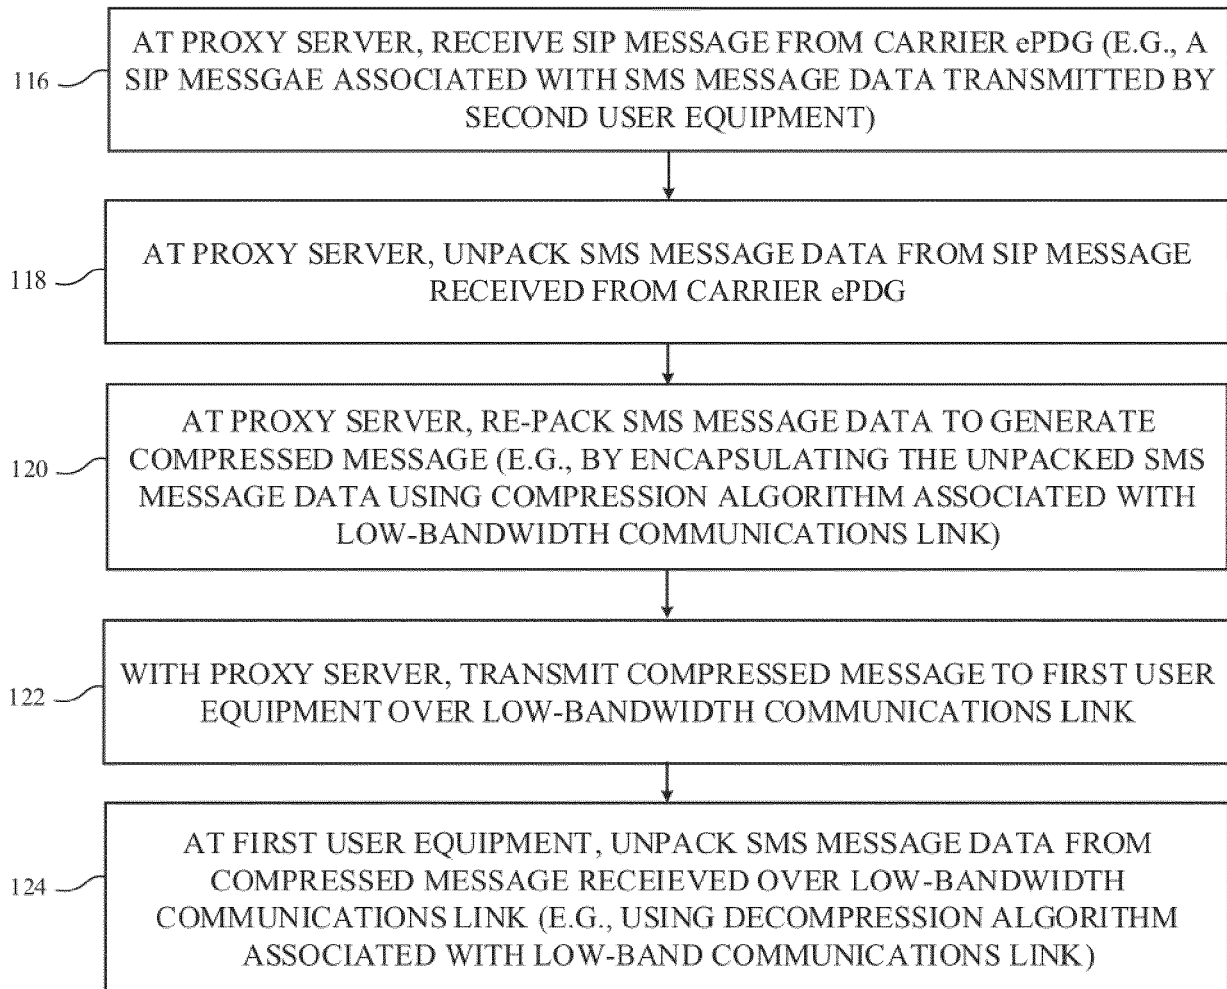 AT PROXY SERVER, RECEIVE SIP MESSAGE FROM CARRIER ePDG (E.G., A
116
SIP MESSGAE ASSOCIATED WITH SMS MESSAGE DATA TRANSMITTED BY
SECOND USER EQUIPMENT)
AT PROXY SERVER, UNPACK SMS MESSAGE DATA FROM SIP MESSAGE
118
RECEIVED FROM CARRIER ePDG
AT PROXY SERVER, RE-PACK SMS MESSAGE DATA TO GENERATE
COMPRESSED MESSAGE (E.G., BY ENCAPSULATING THE UNPACKED SMS
120
MESSAGE DATA USING COMPRESSION ALGORITHM ASSOCIATED WITH
LOW-BANDWIDTH COMMUNICATIONS LINK)
WITH PROXY SERVER, TRANSMIT COMPRESSED MESSAGE TO FIRST USER
122
EQUIPMENT OVER LOW-BANDWIDTH COMMUNICATIONS LINK
AT FIRST USER EQUIPMENT, UNPACK SMS MESSAGE DATA FROM
COMPRESSED MESSAGE RECEIEVED OVER LOW-BANDWIDTH
124
COMMUNICATIONS LINK (E.G., USING DECOMPRESSION ALGORITHM
ASSOCIATED WITH LOW-BAND COMMUNICATIONS LINK)